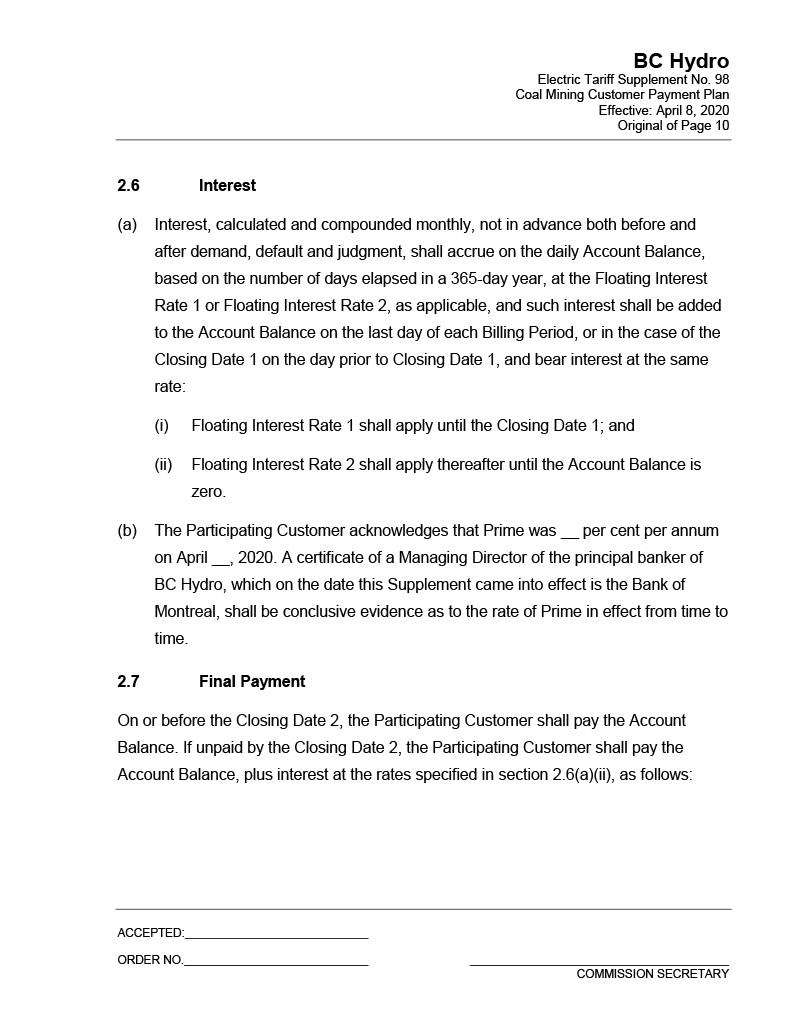 BC Hydro
Electric Tariff Supplement No. 98
Coal Mining Customer Payment Plan
Effective: April 8, 2020
Original of Page 10
2.6 Interest
(a) Interest, calculated and compounded monthly, not in advance both before and
after demand, default and judgment, shall accrue on the daily Account Balance,
based on the number of days elapsed in a 365-day year, at the Floating Interest
Rate 1 or Floating Interest Rate 2, as applicable, and such interest shall be added
to the Account Balance on the last day of each Billing Period, or in the case of the
Closing Date 1 on the day prior to Closing Date 1, and bear interest at the same
rate:
(i) Floating Interest Rate 1 shall apply until the Closing Date 1; and
(ii) Floating Interest Rate 2 shall apply thereafter until the Account Balance is
zero.
(b) The Participating Customer acknowledges that Prime was __ per cent per annum
on April __, 2020. A certificate of a Managing Director of the principal banker of
BC Hydro, which on the date this Supplement came into effect is the Bank of
Montreal, shall be conclusive evidence as to the rate of Prime in effect from time to
time.
2.7 Final Payment
On or before the Closing Date 2, the Participating Customer shall pay the Account
Balance. If unpaid by the Closing Date 2, the Participating Customer shall pay the
Account Balance, plus interest at the rates specified in section 2.6(a)(ii), as follows:
ACCEPTED:____________________________
ORDER NO.____________________________
COMMISSION SECRETARY